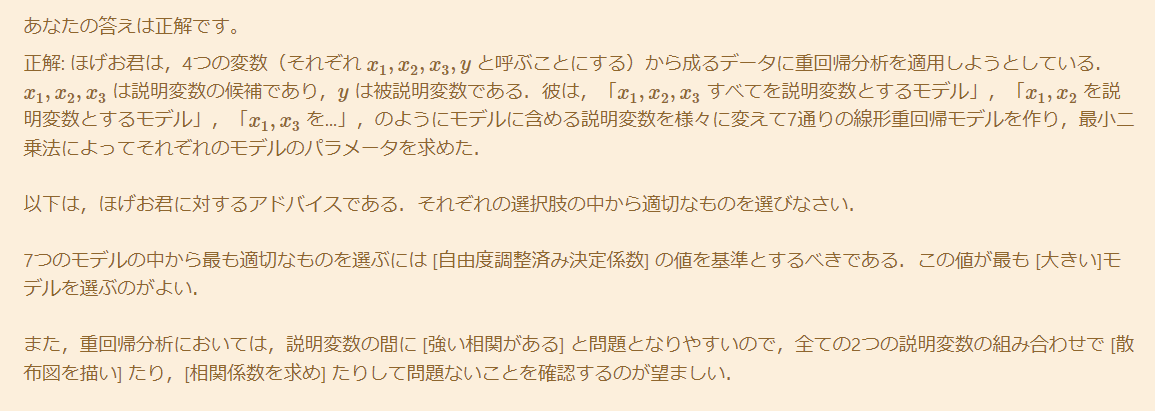 あなたの答えは正解です。
正解: ほげお君は，4つの変数（それぞれ x₁, x₂, x₃, y と呼ぶことにする）から成るデータに重回帰分析を適用しようとしている．
x₁, x₂, x₃ は説明変数の候補であり，y は被説明変数である．彼は，「x₁, x₂, x₃ すべてを説明変数とするモデル」，「x₁, x₂ を説
明変数とするモデル」，「x₁, x₃ を...」，のようにモデルに含める説明変数を様々に変えて7通りの線形重回帰モデルを作り，最小二
乗法によってそれぞれのモデルのパラメータを求めた．
以下は，ほげお君に対するアドバイスである．それぞれの選択肢の中から適切なものを選びなさい．
7つのモデルの中から最も適切なものを選ぶには [自由度調整済み決定係数] の値を基準とするべきである．この値が最も [大きい]モ
デルを選ぶのがよい．
また，重回帰分析においては，説明変数の間に [強い相関がある] と問題となりやすいので，全ての2つの説明変数の組み合わせで [散
布図を描い] たり，[相関係数を求め] たりして問題ないことを確認するのが望ましい．